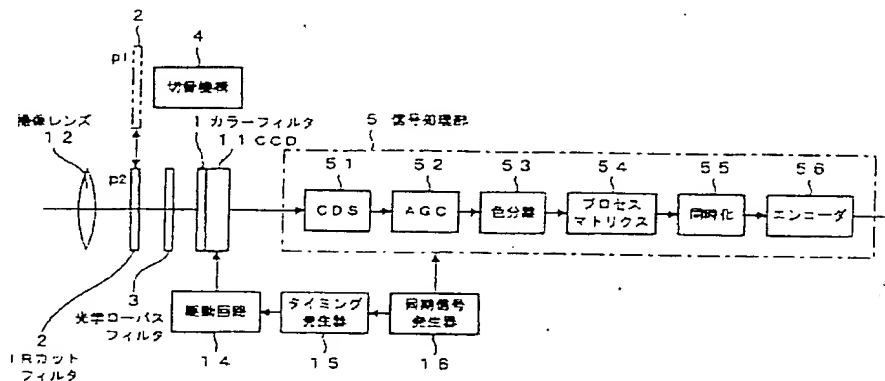 2
4
p1
切替機構
5 信号処理部
撮像レンズ
12
1 カラーフィルタ
11 CCD
51
52
53
54
55
56
p2
CDS
AGC
色分離
プロセス
マトリクス
同時化
エンコーダ
3
光学ローパス
フィルタ
駆動回路
タイミング
発生器
同期信号
発生器
2
IRカット
フィルタ
14
15
16